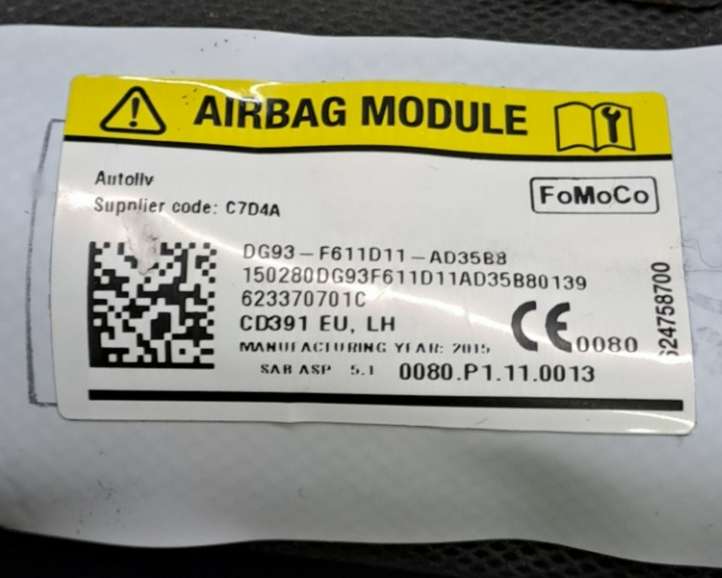 AIRBAG MODULE
Autoliv
Supplier code: C7D4A
FoMoCo
DG93-F611D11-AD35B8
150280DG93F611D11AD35B80139
623370701C
CD391 EU, LH
CE 0080
MANUFACTURING YEAR: 2015
SAB ASP 5.1 0080.P1.11.0013
624758700